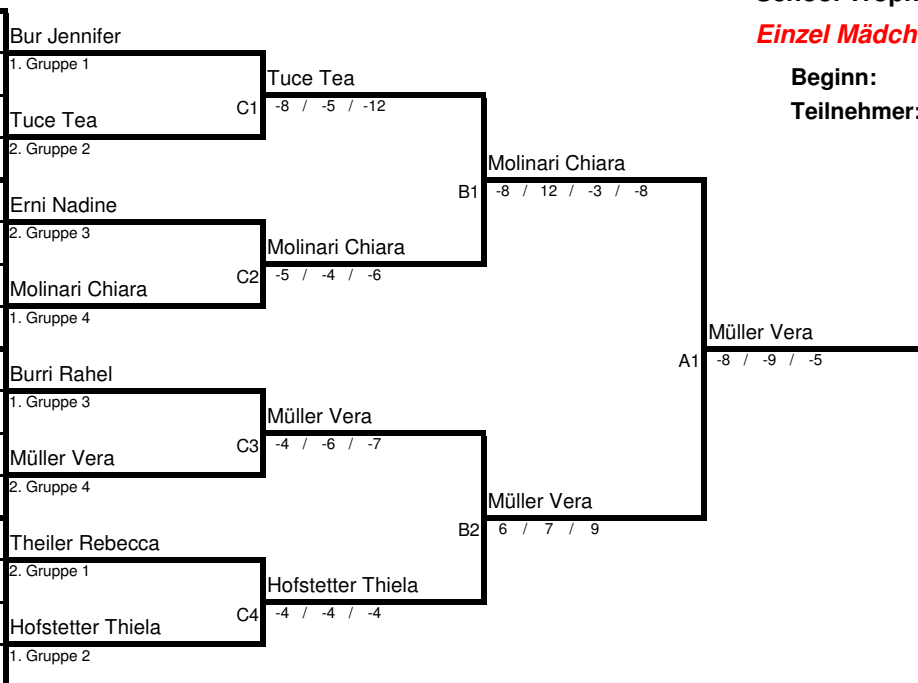 School Troph
Einzel Mädch
Beginn:
Teilnehmer:
Bur Jennifer
1. Gruppe 1
Tuce Tea
C1 -8 / -5 / -12
Tuce Tea
2. Gruppe 2
Molinari Chiara
B1 -8 / 12 / -3 / -8
Erni Nadine
2. Gruppe 3
Molinari Chiara
C2 -5 / -4 / -6
Molinari Chiara
1. Gruppe 4
Müller Vera
A1 -8 / -9 / -5
Burri Rahel
1. Gruppe 3
Müller Vera
C3 -4 / -6 / -7
Müller Vera
2. Gruppe 4
Müller Vera
B2 6 / 7 / 9
Theiler Rebecca
2. Gruppe 1
Hofstetter Thiela
C4 -4 / -4 / -4
Hofstetter Thiela
1. Gruppe 2